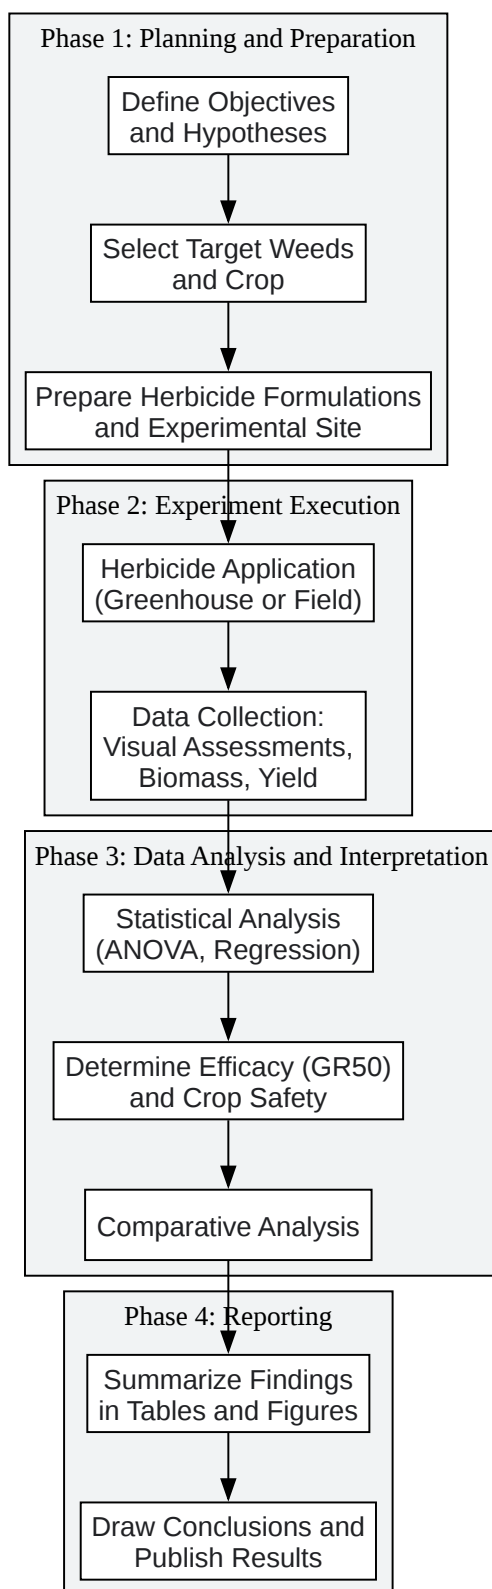 Phase 1: Planning and Preparation
Define Objectives
and Hypotheses
Select Target Weeds
and Crop
Prepare Herbicide Formulations
and Experimental Site
Phase 2: Experiment Execution
Herbicide Application
(Greenhouse or Field)
Data Collection:
Visual Assessments,
Biomass, Yield
Phase 3: Data Analysis and Interpretation
Statistical Analysis
(ANOVA, Regression)
Determine Efficacy (GR50)
and Crop Safety
Comparative Analysis
Phase 4: Reporting
Summarize Findings
in Tables and Figures
Draw Conclusions and
Publish Results